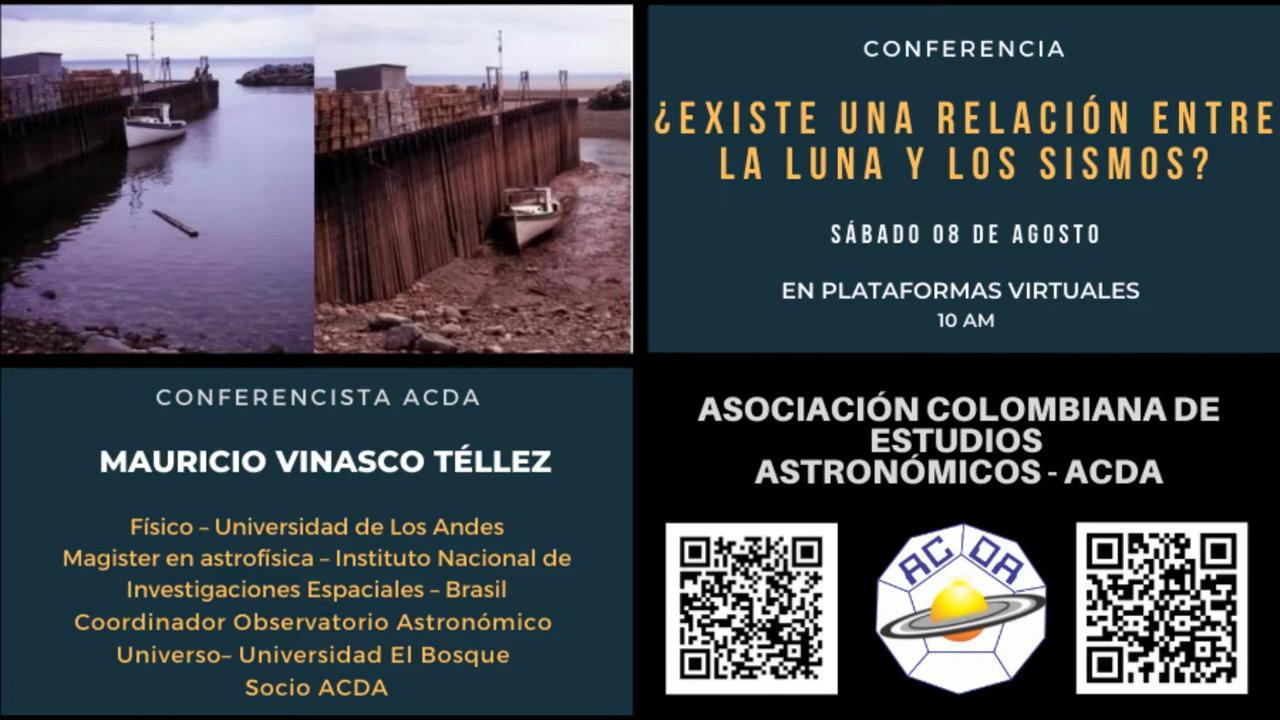 CONFERENCIA
¿EXISTE UNA RELACIÓN ENTRE
LA LUNA Y LOS SISMOS?
SÁBADO 08 DE AGOSTO
EN PLATAFORMAS VIRTUALES
10 AM
CONFERENCISTA ACDA
MAURICIO VINASCO TÉLLEZ
Físico – Universidad de Los Andes
Magister en astrofísica – Instituto Nacional de
Investigaciones Espaciales – Brasil
Coordinador Observatorio Astronómico
Universo– Universidad El Bosque
Socio ACDA
ASOCIACIÓN COLOMBIANA DE
ESTUDIOS
ASTRONÓMICOS - ACDA
ACDA